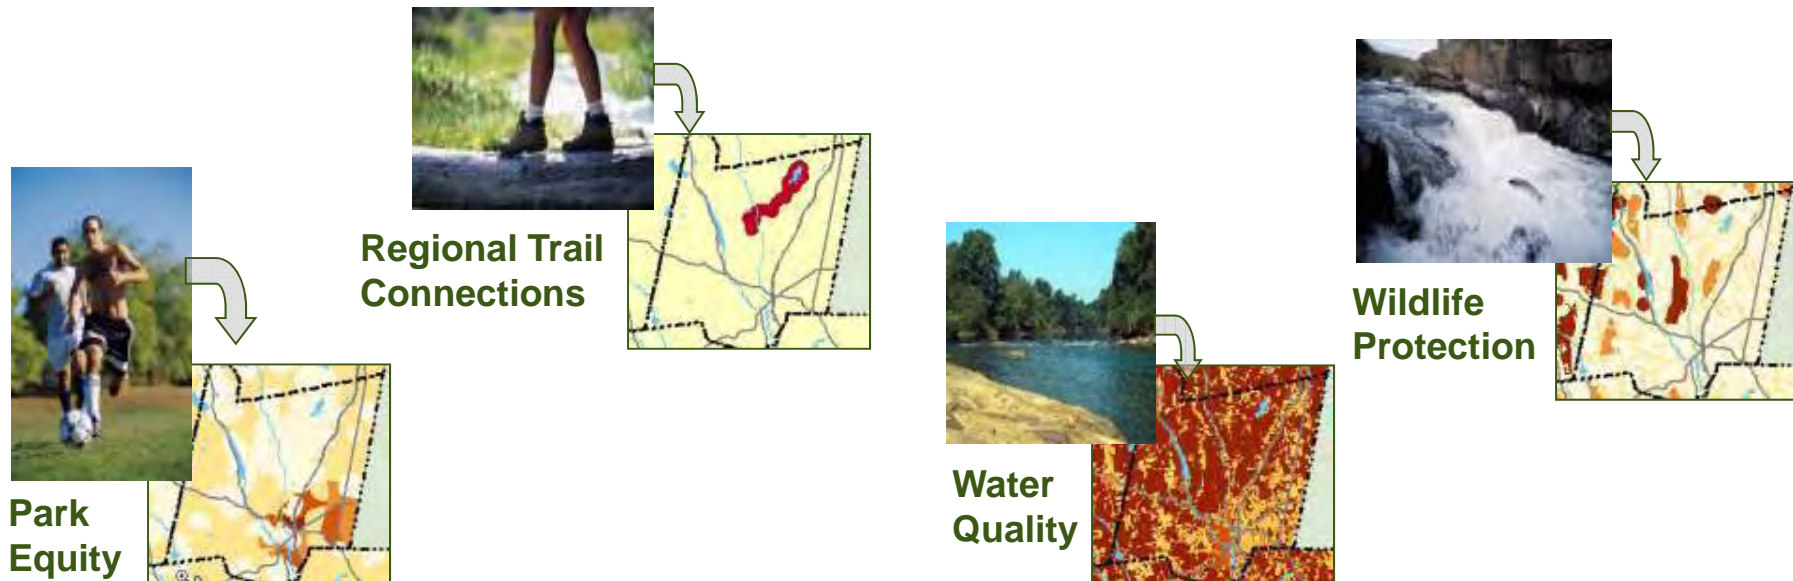 Park
Equity
Regional Trail
Connections
Water
Quality
Wildlife
Protection